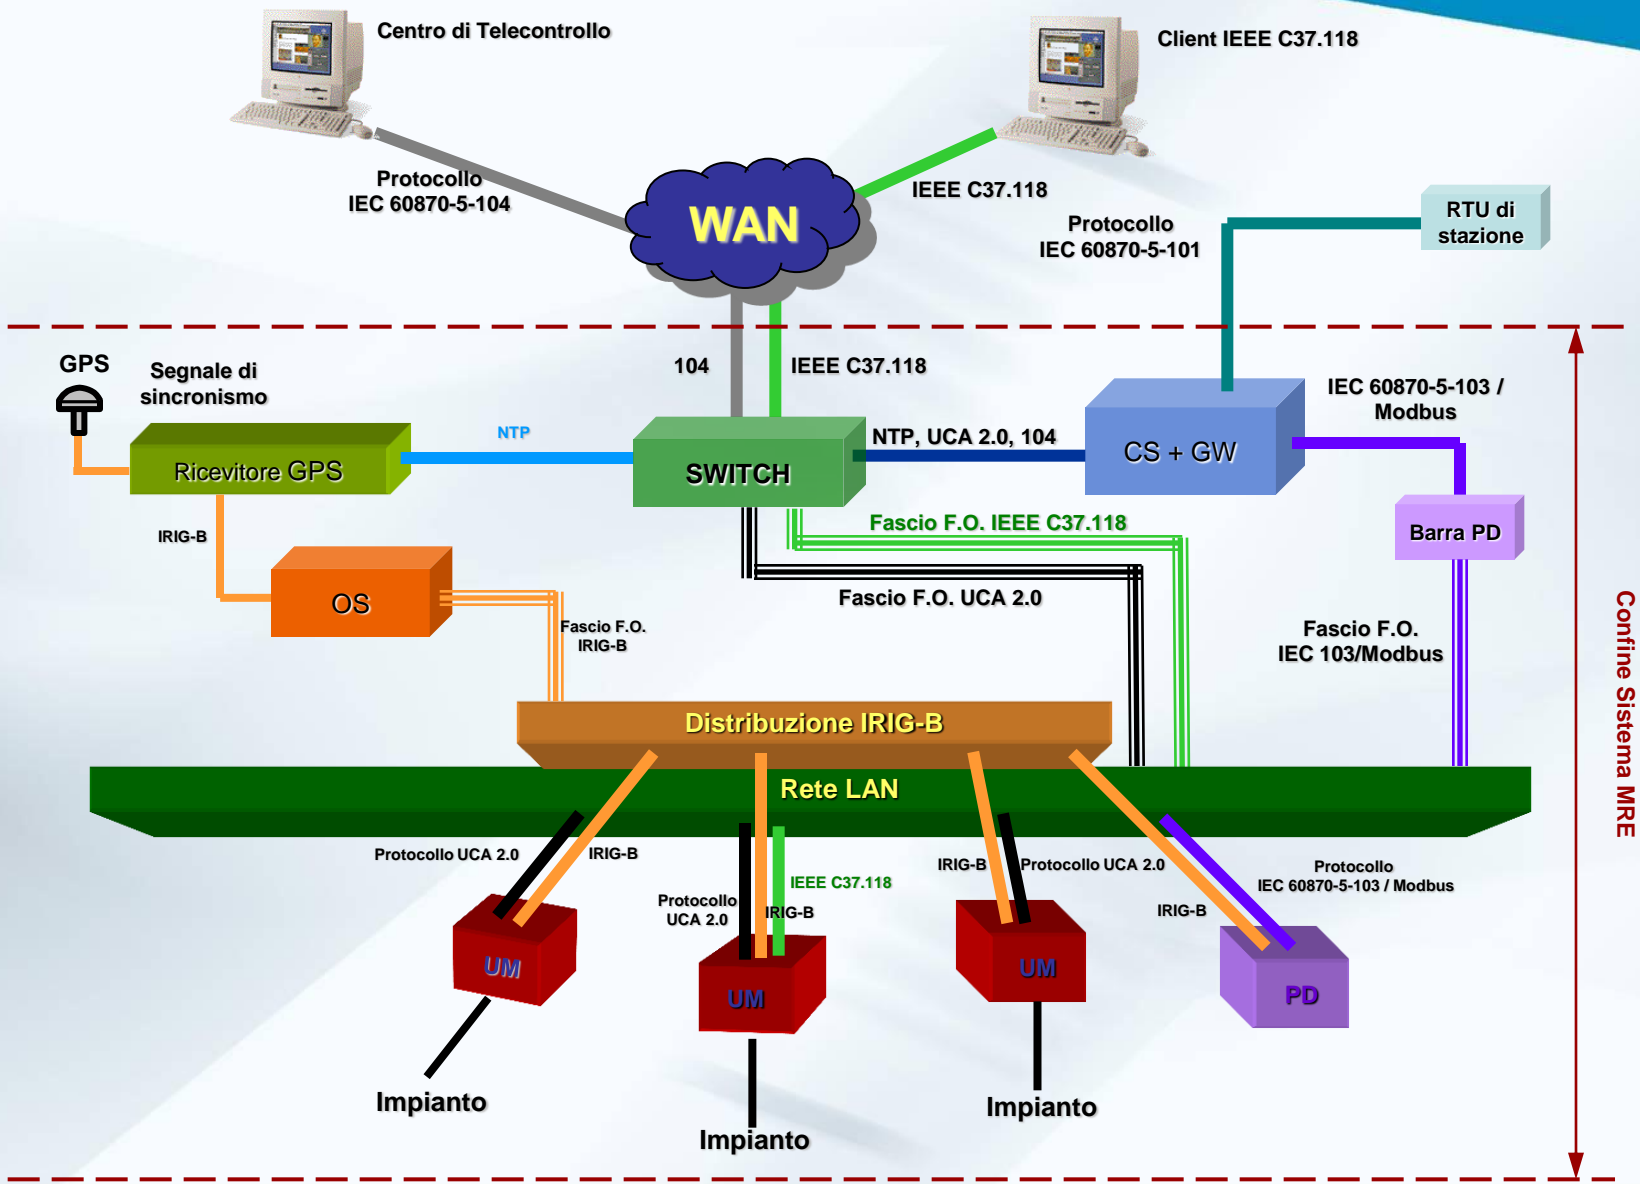 Centro di Telecontrollo
Client IEEE C37.118
Protocollo
IEC 60870-5-104
WAN
IEEE C37.118
Protocollo
IEC 60870-5-101
RTU di
stazione
GPS
Segnale di
sincronismo
104
IEEE C37.118
IEC 60870-5-103 /
Modbus
Ricevitore GPS
NTP
SWITCH
NTP, UCA 2.0, 104
CS + GW
Barra PD
IRIG-B
OS
Fascio F.O. IEEE C37.118
Fascio F.O. UCA 2.0
Fascio F.O.
IRIG-B
Fascio F.O.
IEC 103/Modbus
Confine Sistema MRE
Distribuzione IRIG-B
Rete LAN
Protocollo UCA 2.0
IRIG-B
Protocollo
UCA 2.0
IRIG-B
IEEE C37.118
IRIG-B
Protocollo UCA 2.0
IRIG-B
Protocollo
IEC 60870-5-103 / Modbus
UM
UM
UM
PD
Impianto
Impianto
Impianto